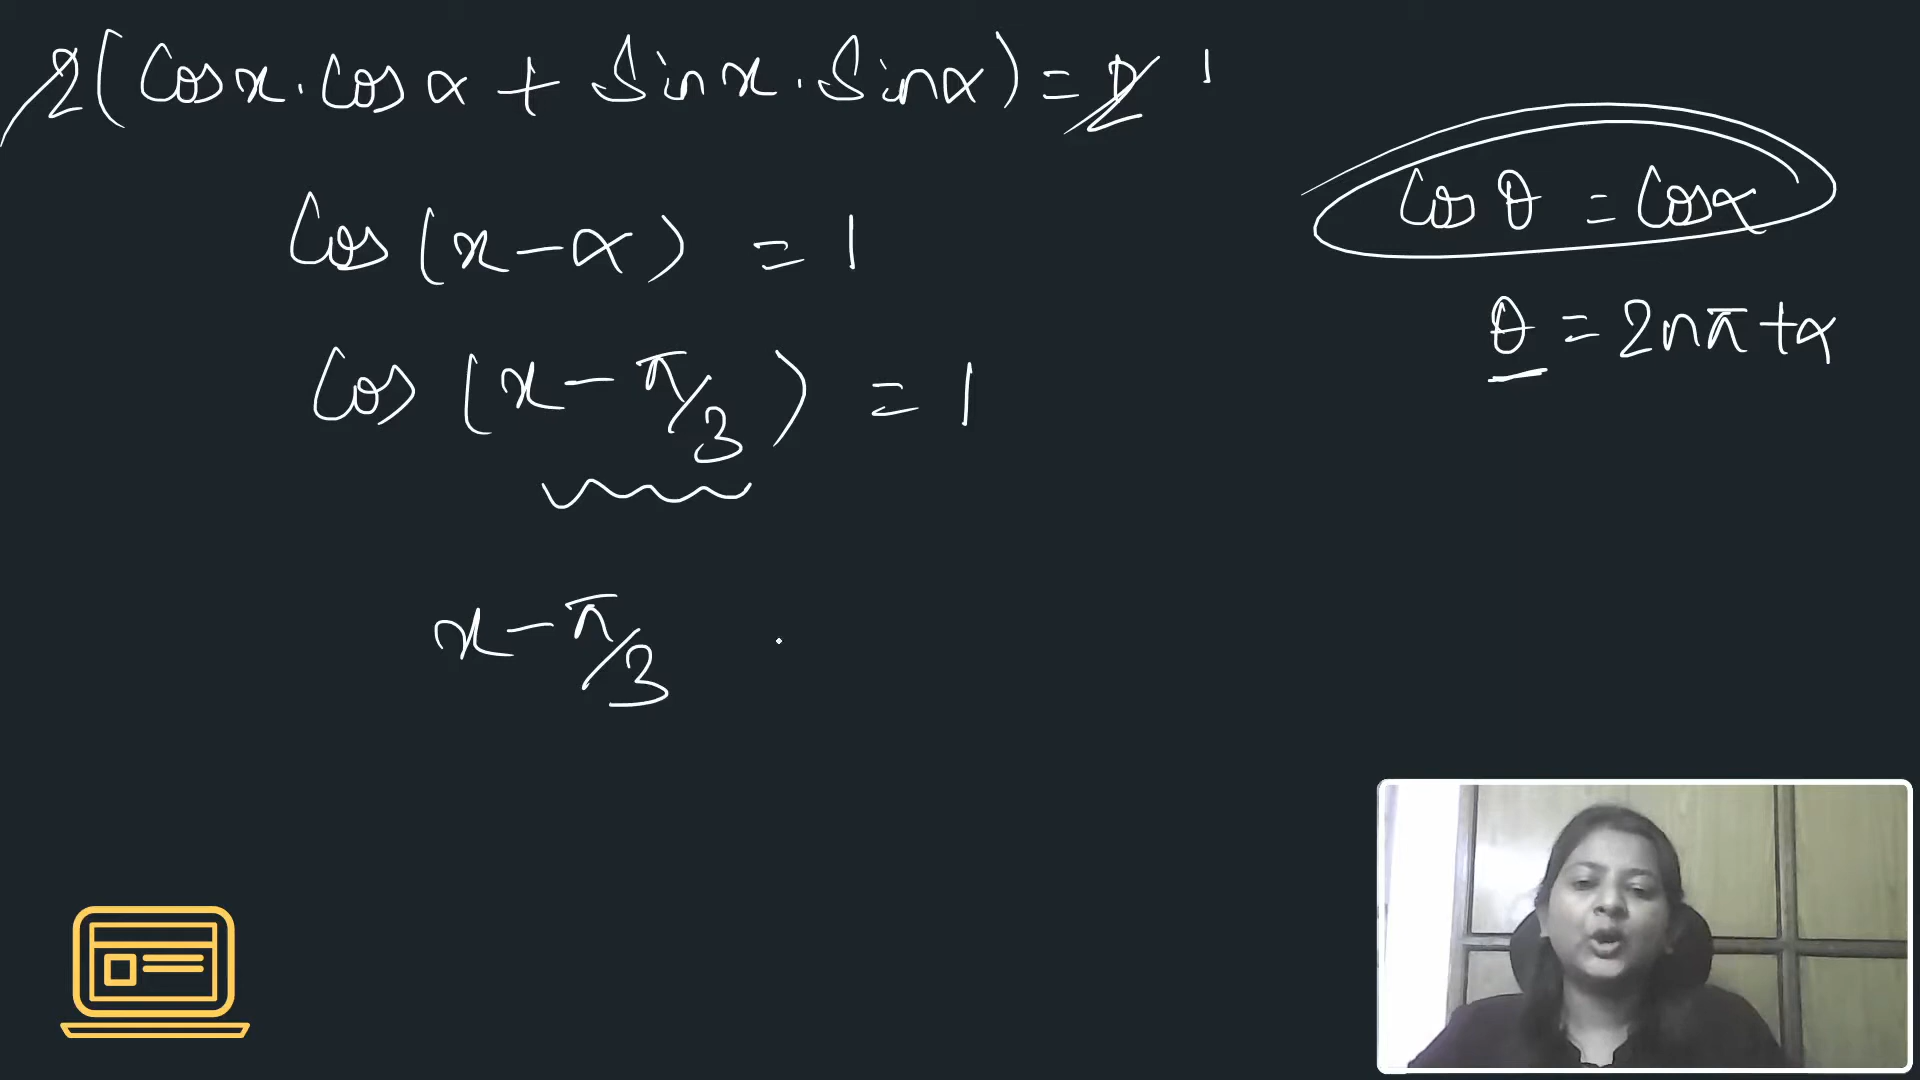 2(Cosx.Cosα + Sinx.Sinα) = 2 1
Cos(x-α) = 1
Cos(x-π/3) = 1
x-π/3
Cosθ = Cosα
θ = 2nπ+α